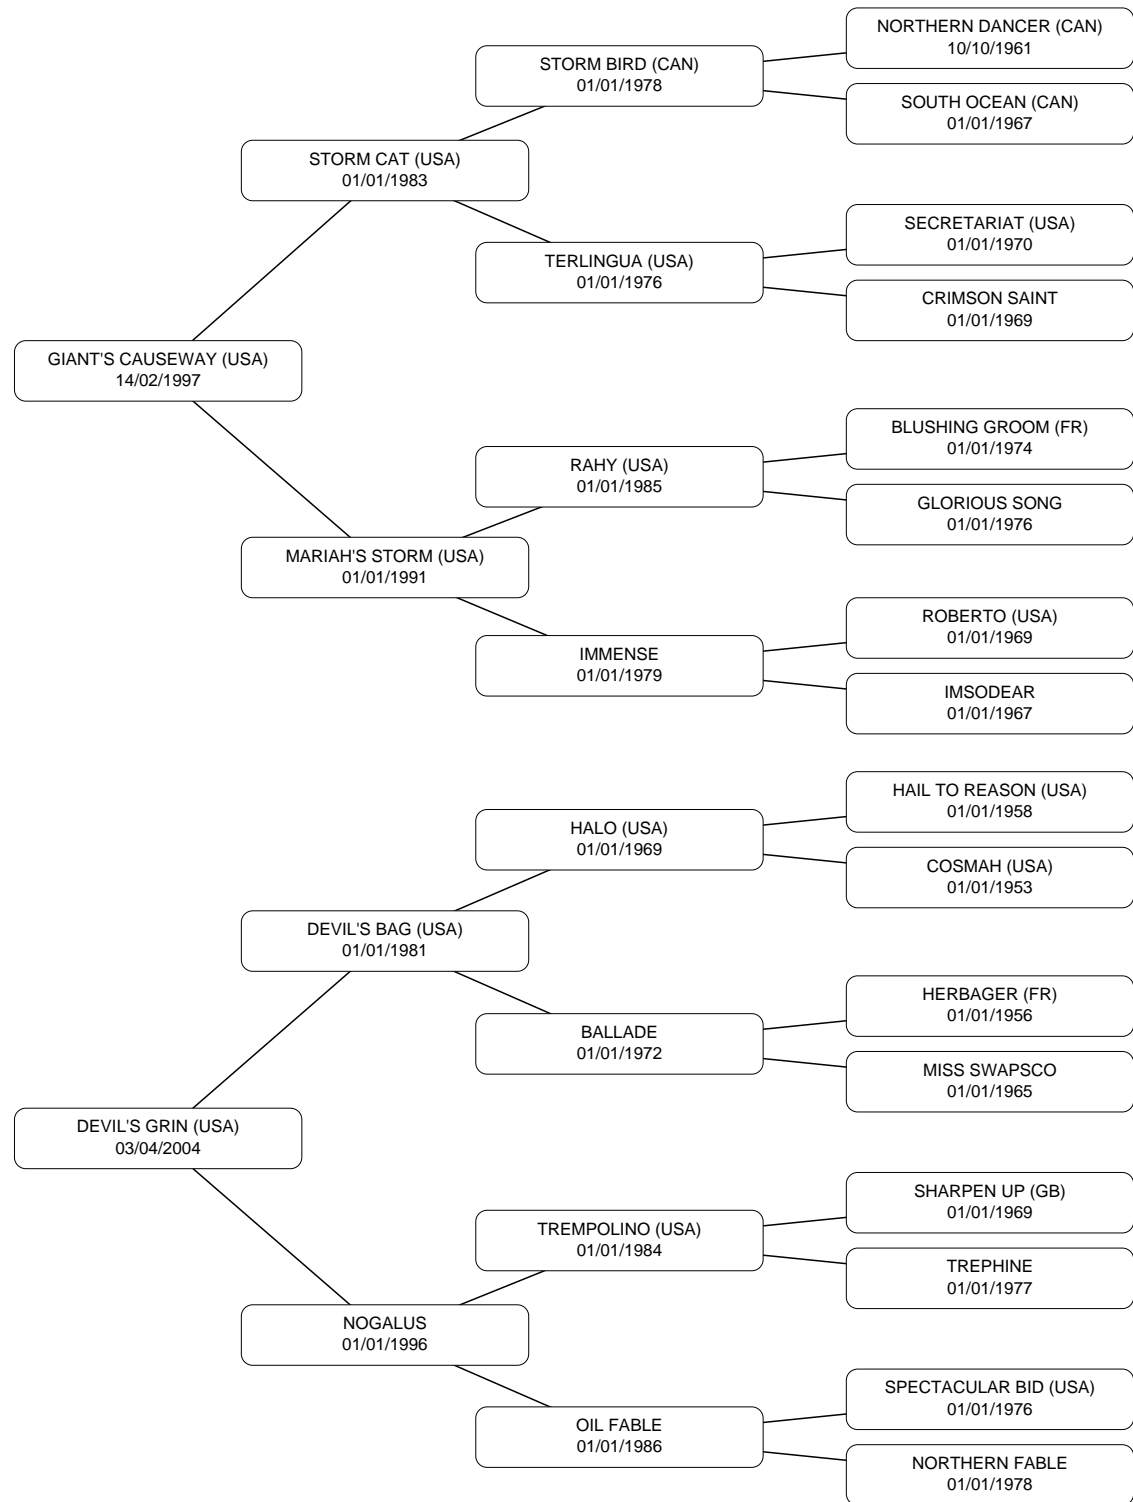 NORTHERN DANCER (CAN)
10/10/1961
STORM BIRD (CAN)
01/01/1978
SOUTH OCEAN (CAN)
01/01/1967
STORM CAT (USA)
01/01/1983
SECRETARIAT (USA)
01/01/1970
TERLINGUA (USA)
01/01/1976
CRIMSON SAINT
01/01/1969
GIANT'S CAUSEWAY (USA)
14/02/1997
BLUSHING GROOM (FR)
01/01/1974
RAHY (USA)
01/01/1985
GLORIOUS SONG
01/01/1976
MARIAH'S STORM (USA)
01/01/1991
ROBERTO (USA)
01/01/1969
IMMENSE
01/01/1979
IMSODEAR
01/01/1967
HAIL TO REASON (USA)
01/01/1958
HALO (USA)
01/01/1969
COSMAH (USA)
01/01/1953
DEVIL'S BAG (USA)
01/01/1981
HERBAGER (FR)
01/01/1956
BALLADE
01/01/1972
MISS SWAPSCO
01/01/1965
DEVIL'S GRIN (USA)
03/04/2004
SHARPEN UP (GB)
01/01/1969
TREMPOLINO (USA)
01/01/1984
TREPHINE
01/01/1977
NOGALUS
01/01/1996
SPECTACULAR BID (USA)
01/01/1976
OIL FABLE
01/01/1986
NORTHERN FABLE
01/01/1978